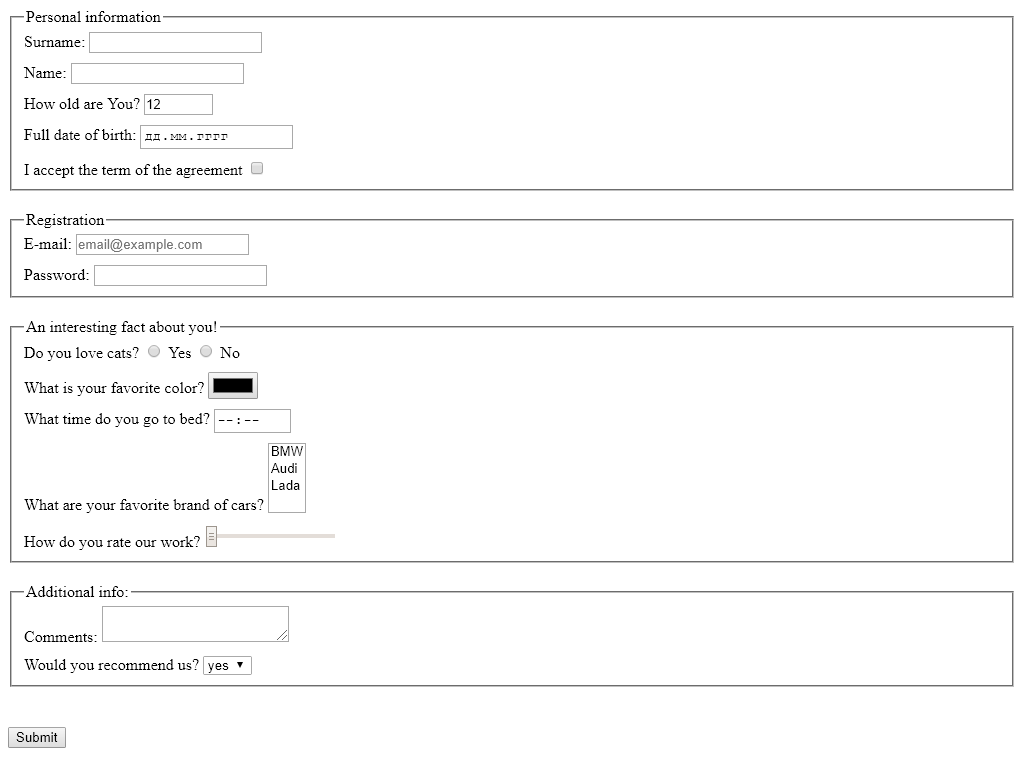 Personal information
Surname:
Name:
How old are You? 12
Full date of birth: дд.мм.гггг
I accept the term of the agreement
Registration
E-mail: email@example.com
Password:
An interesting fact about you!
Do you love cats? Yes No
What is your favorite color?
What time do you go to bed? --:--
BMW
Audi
Lada
What are your favorite brand of cars?
How do you rate our work?
Additional info:
Comments:
Would you recommend us? yes
Submit